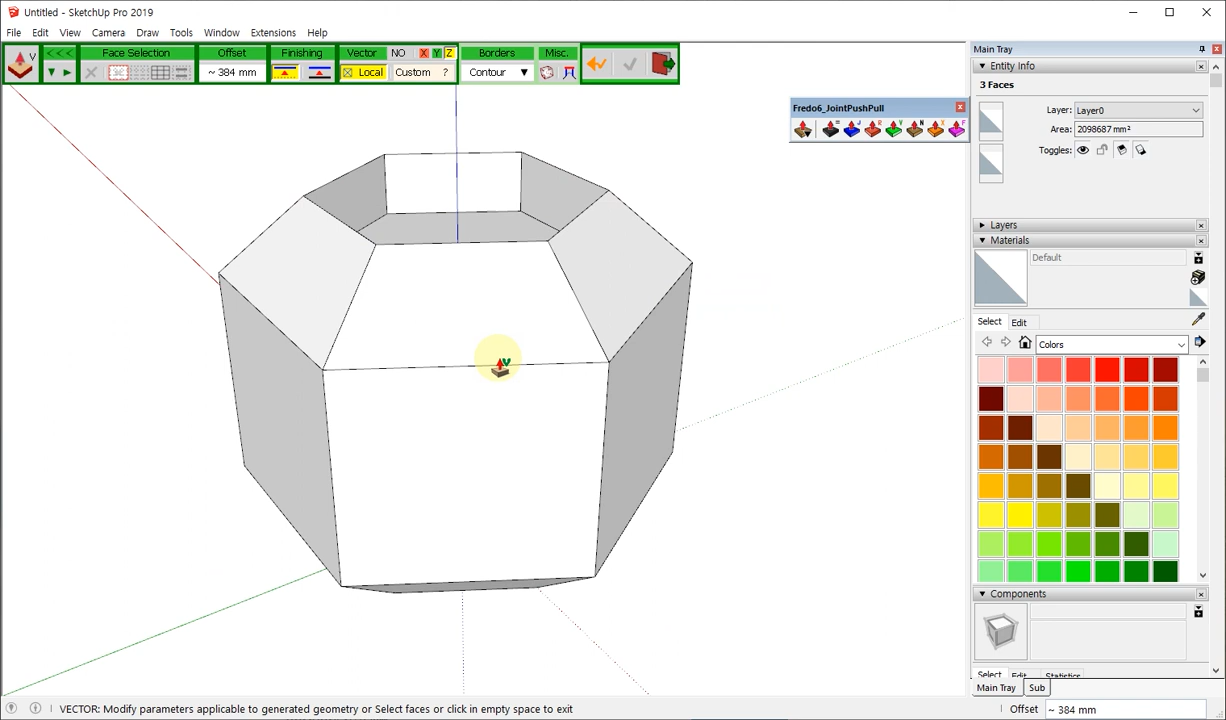 Untitled - SketchUp Pro 2019
File Edit View Camera Draw Tools Window Extensions Help
V <<< Face Selection Offset Finishing Vector NO X Y Z Borders Misc.
~ 384 mm Local Custom ? Contour
Fredo6_JointPushPull
J R V N X F
V
Main Tray
Entity Info
3 Faces
Layer: Layer0
Area: 2098687 mm²
Toggles:
Layers
Materials
Default
Select Edit
Colors
Components
Select Edit Statistics
Main Tray Sub
VECTOR: Modify parameters applicable to generated geometry or Select faces or click in empty space to exit
Offset ~ 384 mm